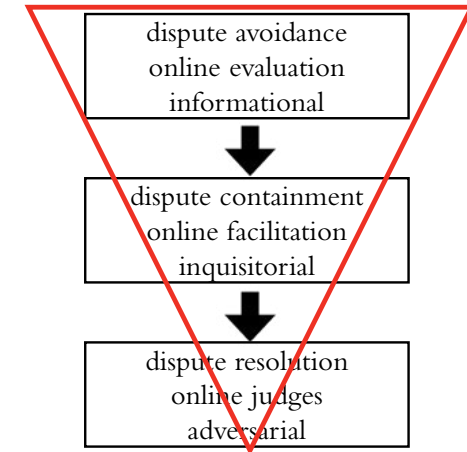 dispute avoidance
online evaluation
informational
dispute containment
online facilitation
inquisitorial
dispute resolution
online judges
adversarial